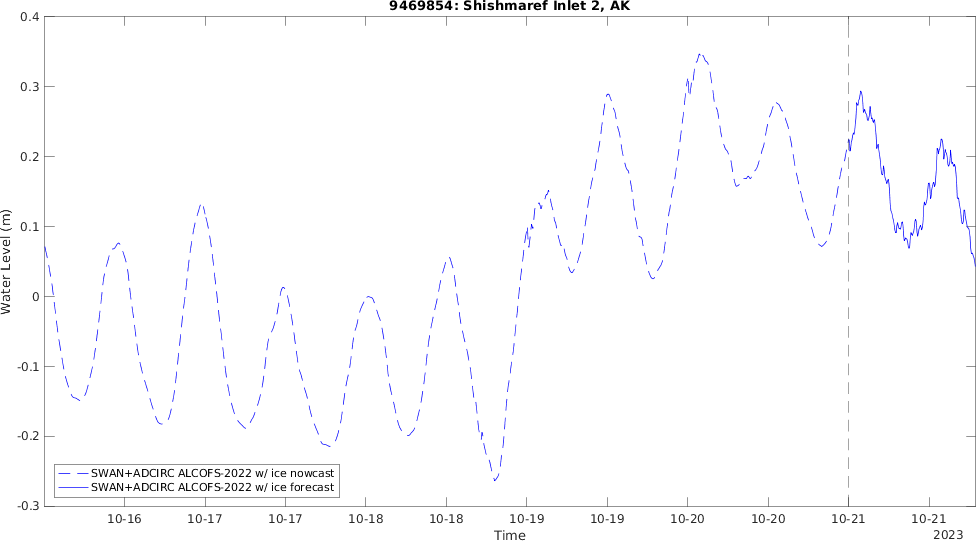 9469854: Shishmaref Inlet 2, AK
0.4
0.3
0.2
0.1
0
-0.1
-0.2
-0.3
Water Level (m)
SWAN+ADCIRC ALCOFS-2022 w/ ice nowcast
SWAN+ADCIRC ALCOFS-2022 w/ ice forecast
10-16 10-17 10-17 10-18 10-18 10-19 10-19 10-20 10-20 10-21 10-21
Time
2023